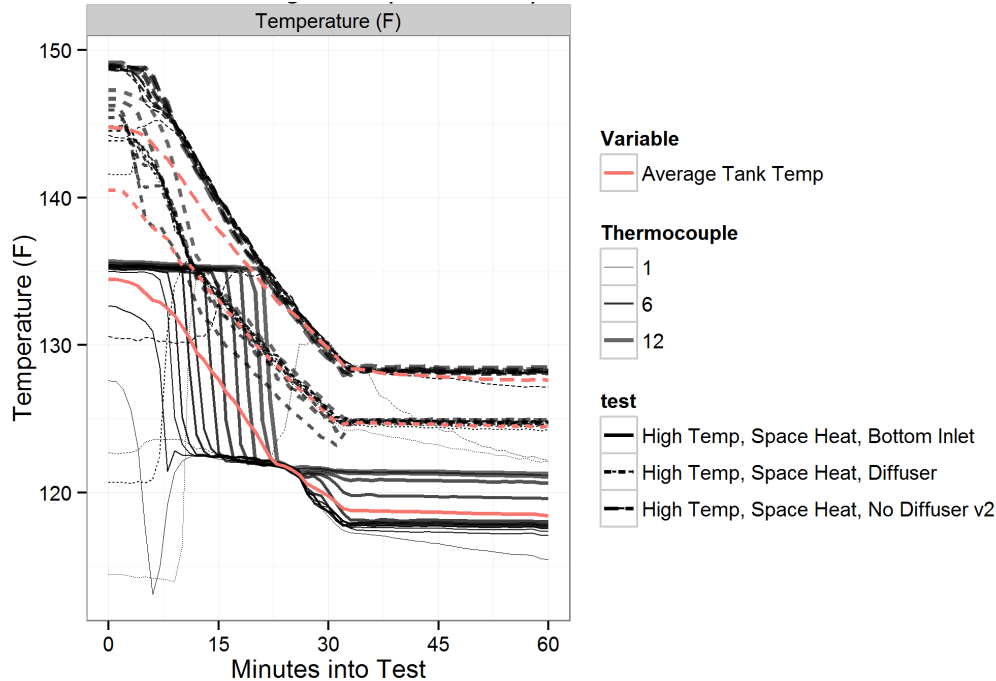 Temperature (F)
150
140
130
120
Temperature (F)
0
15
30
45
60
Minutes into Test
Variable
Average Tank Temp
Thermocouple
1
6
12
test
High Temp, Space Heat, Bottom Inlet
High Temp, Space Heat, Diffuser
High Temp, Space Heat, No Diffuser v2